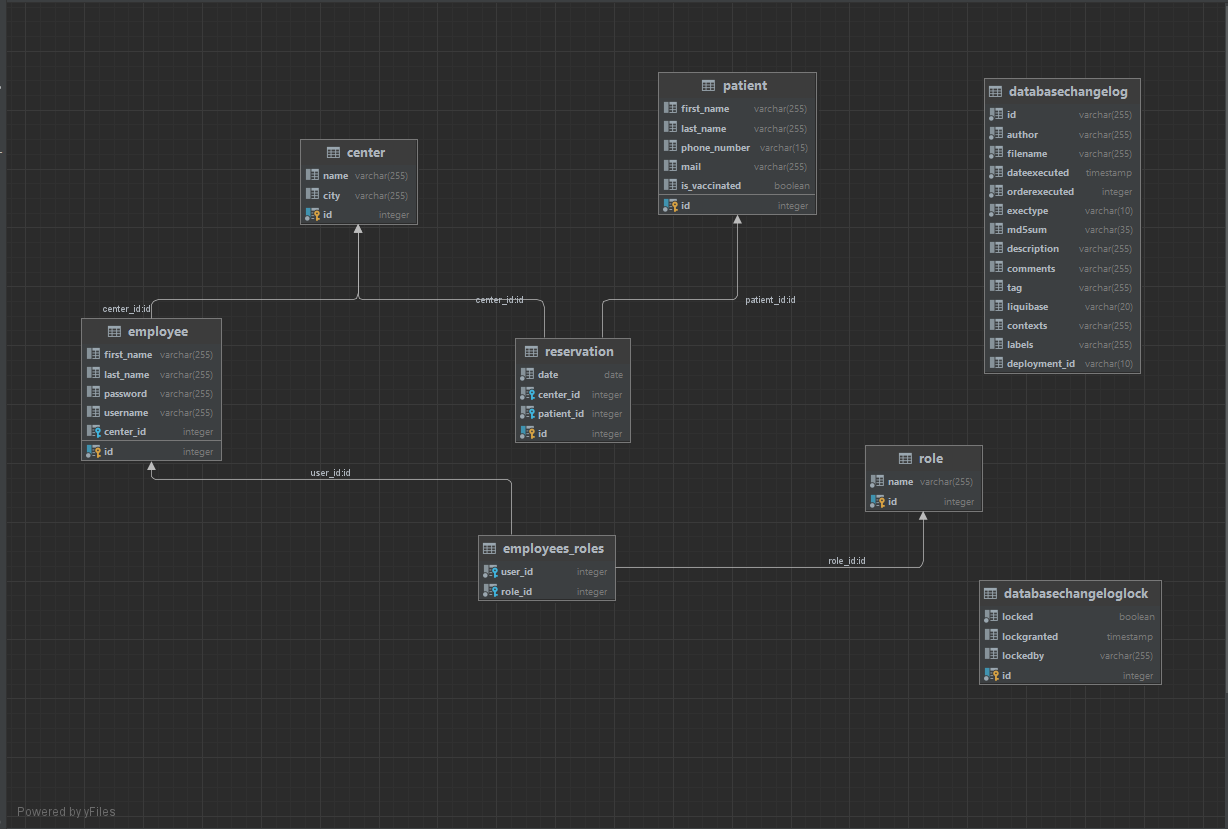 patient
first_name varchar(255)
last_name varchar(255)
phone_number varchar(15)
mail varchar(255)
is_vaccinated boolean
id integer
databasechangelog
id varchar(255)
author varchar(255)
filename varchar(255)
dateexecuted timestamp
orderexecuted integer
exectype varchar(10)
md5sum varchar(35)
description varchar(255)
comments varchar(255)
tag varchar(255)
liquibase varchar(20)
contexts varchar(255)
labels varchar(255)
deployment_id varchar(10)
center
name varchar(255)
city varchar(255)
id integer
center_id:id
center_id:id
patient_id:id
employee
first_name varchar(255)
last_name varchar(255)
password varchar(255)
username varchar(255)
center_id integer
id integer
reservation
date date
center_id integer
patient_id integer
id integer
user_id:id
role
name varchar(255)
id integer
employees_roles
user_id integer
role_id integer
role_id:id
databasechangeloglock
locked boolean
lockgranted timestamp
lockedby varchar(255)
id integer
Powered by yFiles